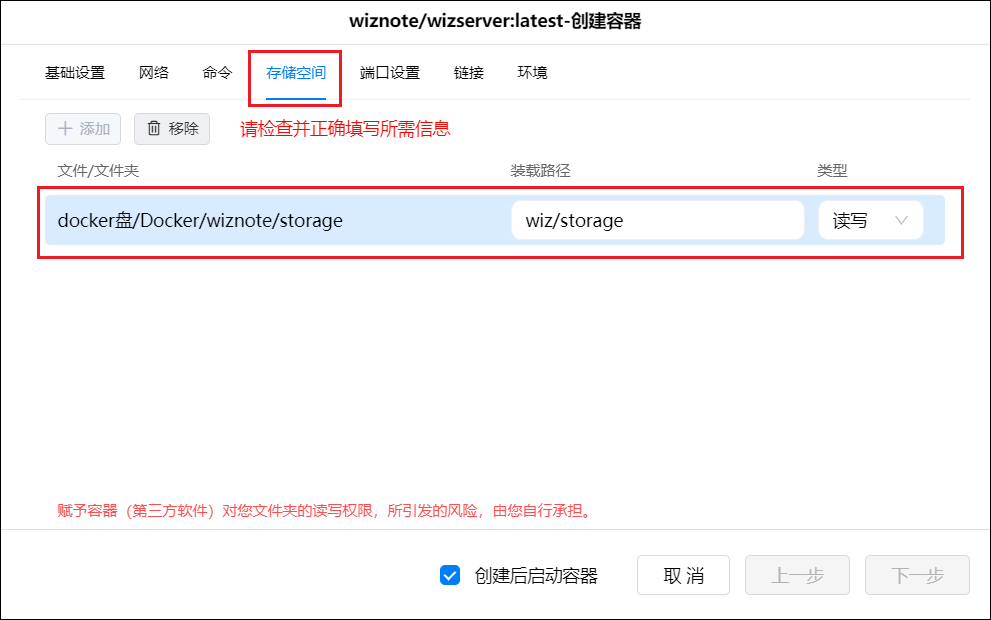 wiznote/wizserver:latest-创建容器
基础设置 网络 命令 存储空间 端口设置 链接 环境
添加 移除 请检查并正确填写所需信息
文件/文件夹 装载路径 类型
docker盘/Docker/wiznote/storage wiz/storage 读写
赋予容器（第三方软件）对您文件夹的读写权限，所引发的风险，由您自行承担。
创建后启动容器 取消 上一步 下一步